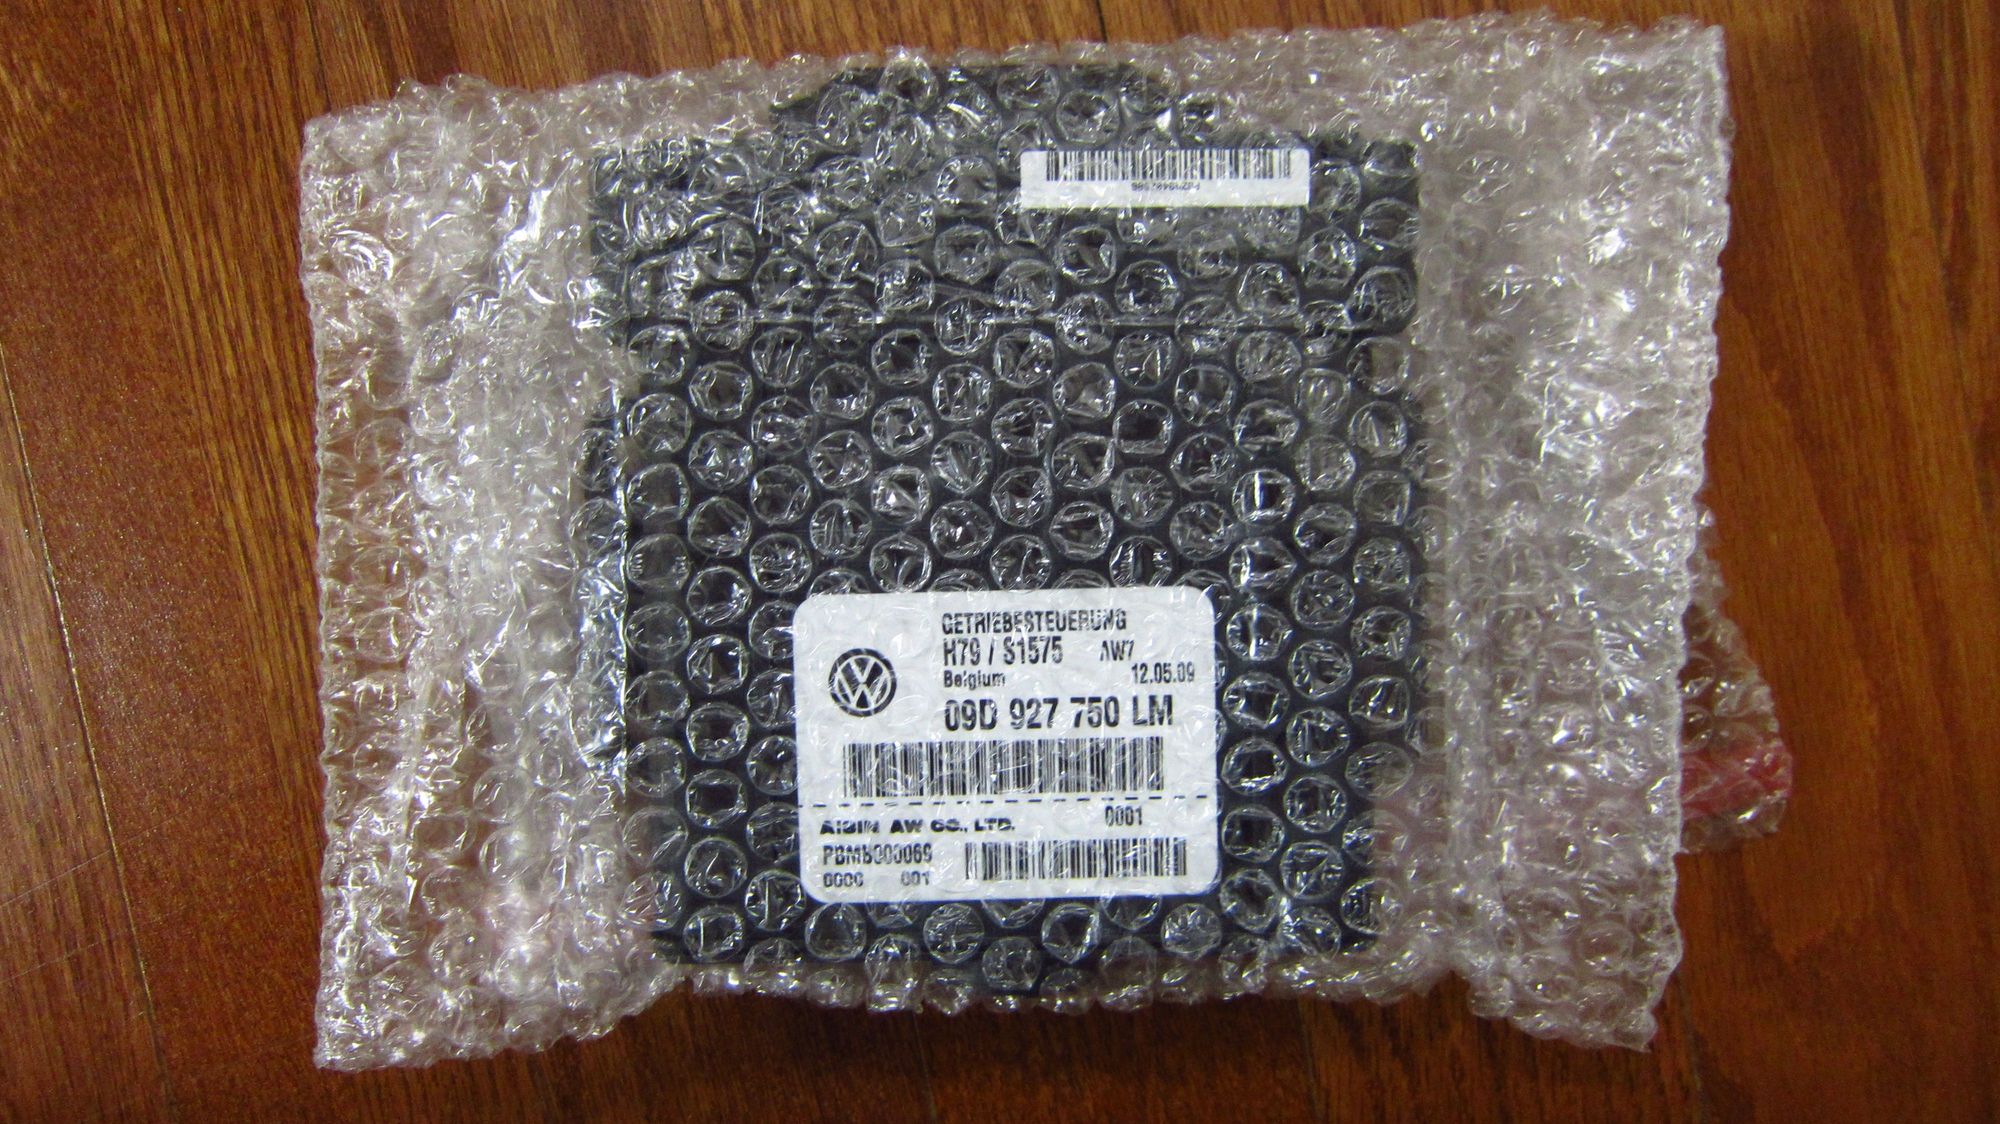 GETRIEBESTEUERUNG
H79 / S1575 AW7
Belgium 12.05.09
09D 927 750 LM
AISIN AW CO., LTD. 0001
PBM5000069
0000 001